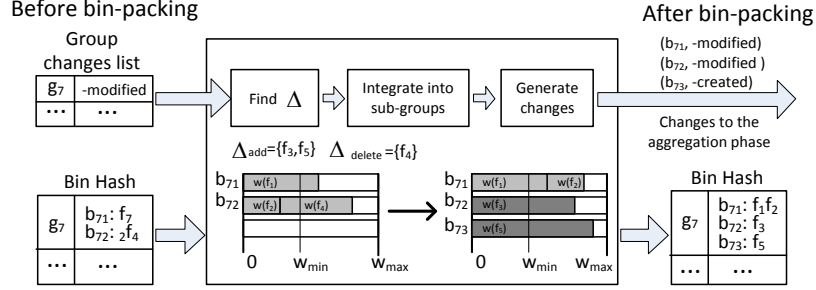 Before bin-packing
After bin-packing
Group
changes list
g7 -modified
... ...
Find Δ
Integrate into
sub-groups
Generate
changes
(b71, -modified)
(b72, -modified )
(b73, -created)
Changes to the
aggregation phase
Δadd={f3,f5} Δ delete ={f4}
Bin Hash
g7
b71: f7
b72: 2f4
... ...
b71 w(f1)
b72 w(f2) w(f4)
0 wmin wmax
b71 w(f1) w(f2)
b72 w(f3)
b73 w(f5)
0 wmin wmax
Bin Hash
g7
b71: f1f2
b72: f3
b73: f5
... ...